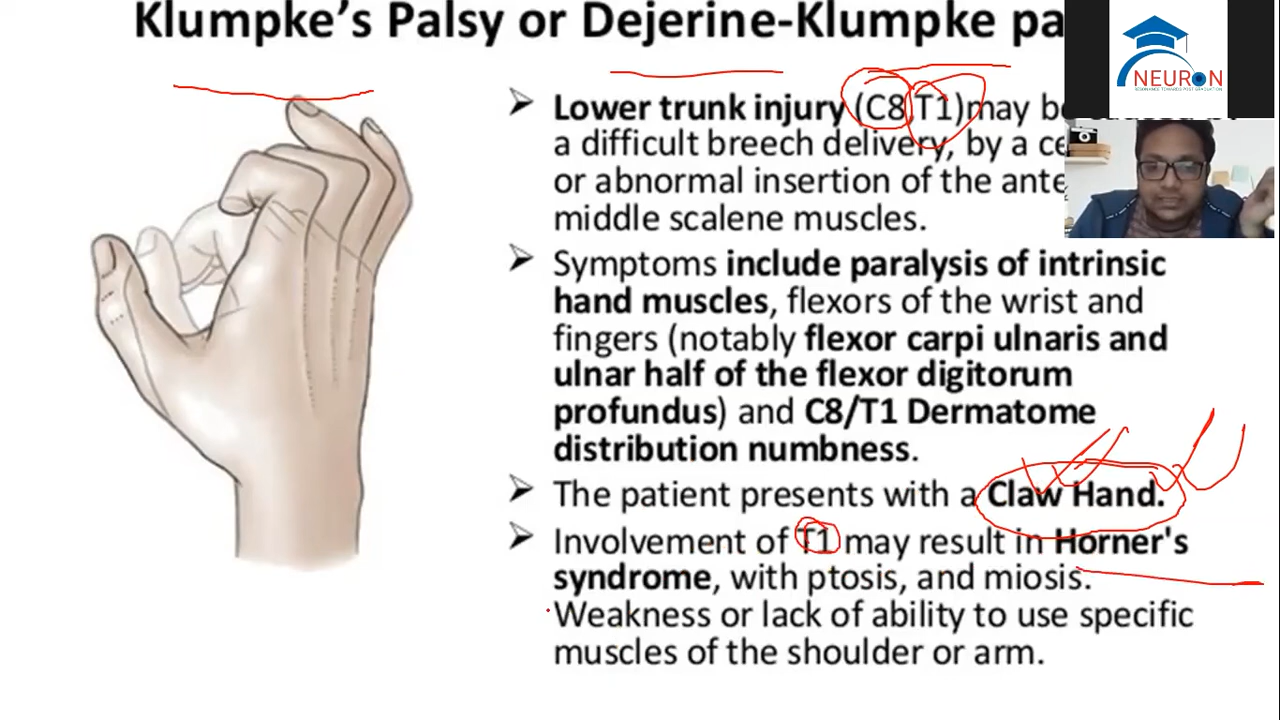 Klumpke's Palsy or Dejerine-Klumpke pa
NEURON
➢ Lower trunk injury (C8 T1) may be
a difficult breech delivery, by a ce
or abnormal insertion of the ante
middle scalene muscles.
➢ Symptoms include paralysis of intrinsic
hand muscles, flexors of the wrist and
fingers (notably flexor carpi ulnaris and
ulnar half of the flexor digitorum
profundus) and C8/T1 Dermatome
distribution numbness.
➢ The patient presents with a Claw Hand.
➢ Involvement of T1 may result in Horner's
syndrome, with ptosis, and miosis.
Weakness or lack of ability to use specific
muscles of the shoulder or arm.